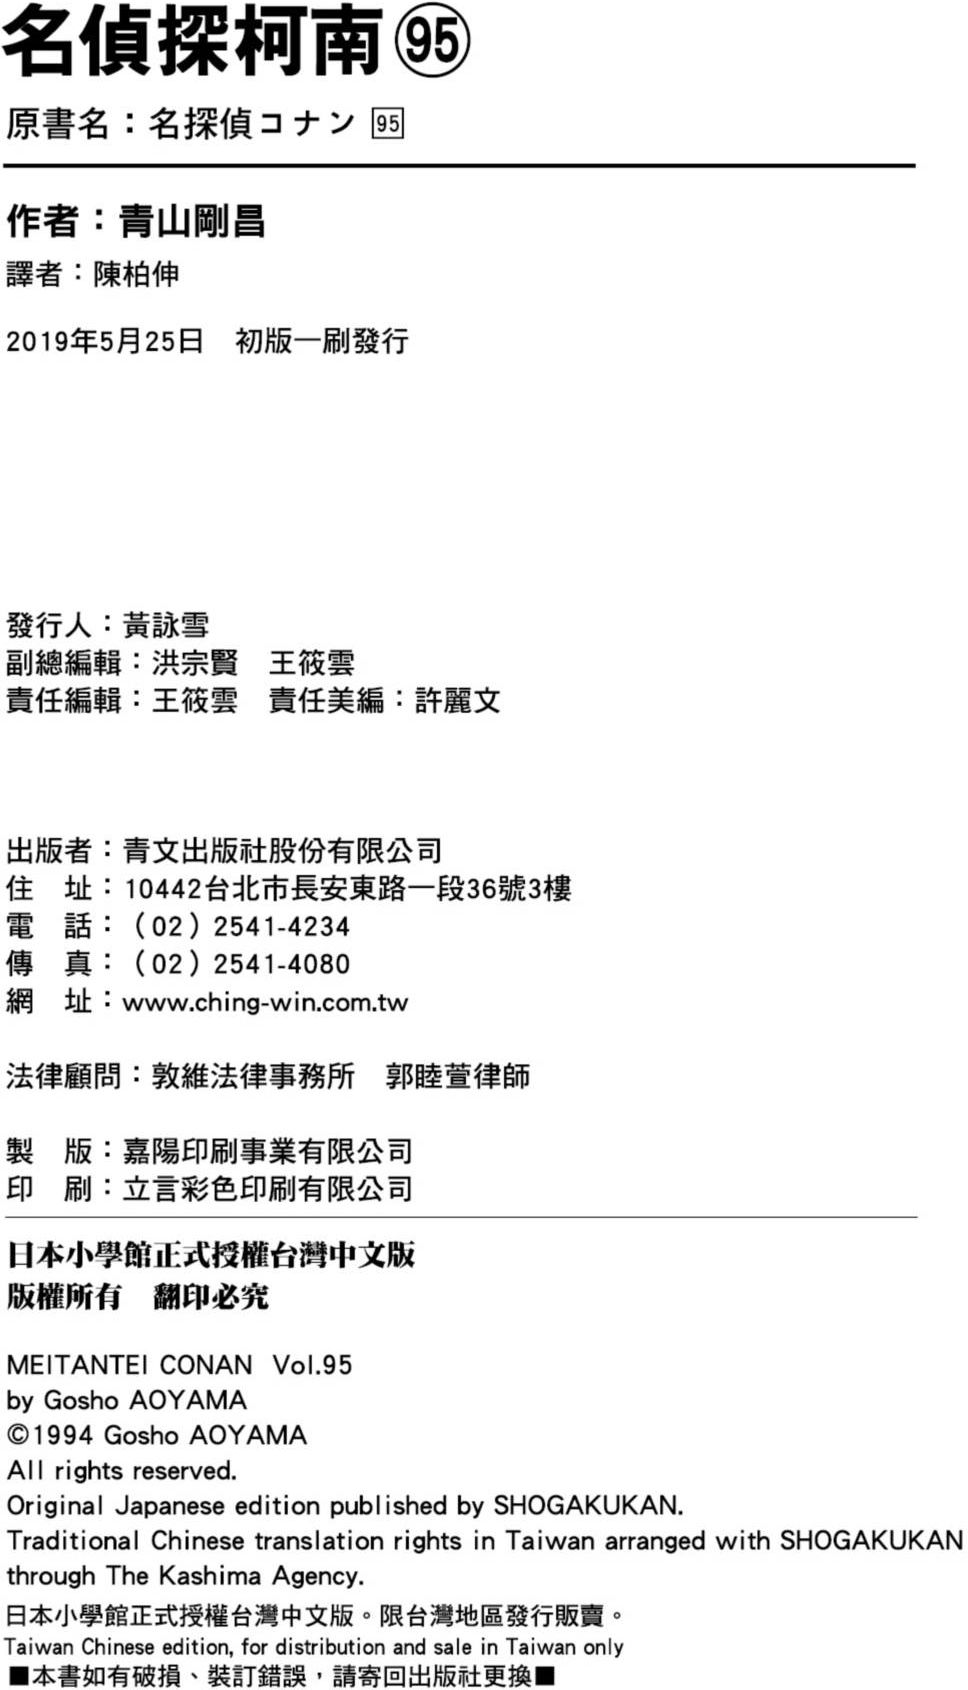 名偵探柯南㊺
原書名：名探偵コナン 95
作者：青山剛昌
譯者：陳柏伸
2019年5月25日　初版一刷發行
發行人：黃詠雪
副總編輯：洪宗賢　王筱雲
責任編輯：王筱雲　責任美編：許麗文
出版者：青文出版社股份有限公司
住　址：10442台北市長安東路一段36號3樓
電　話：（02）2541-4234
傳　真：（02）2541-4080
網　址：www.ching-win.com.tw
法律顧問：敦維法律事務所　郭睦萱律師
製　版：嘉陽印刷事業有限公司
印　刷：立言彩色印刷有限公司
日本小學館正式授權台灣中文版
版權所有　翻印必究
MEITANTEI CONAN Vol.95
by Gosho AOYAMA
©1994 Gosho AOYAMA
All rights reserved.
Original Japanese edition published by SHOGAKUKAN.
Traditional Chinese translation rights in Taiwan arranged with SHOGAKUKAN
through The Kashima Agency.
日本小學館正式授權台灣中文版。限台灣地區發行販賣。
Taiwan Chinese edition, for distribution and sale in Taiwan only
■本書如有破損、裝訂錯誤，請寄回出版社更換■